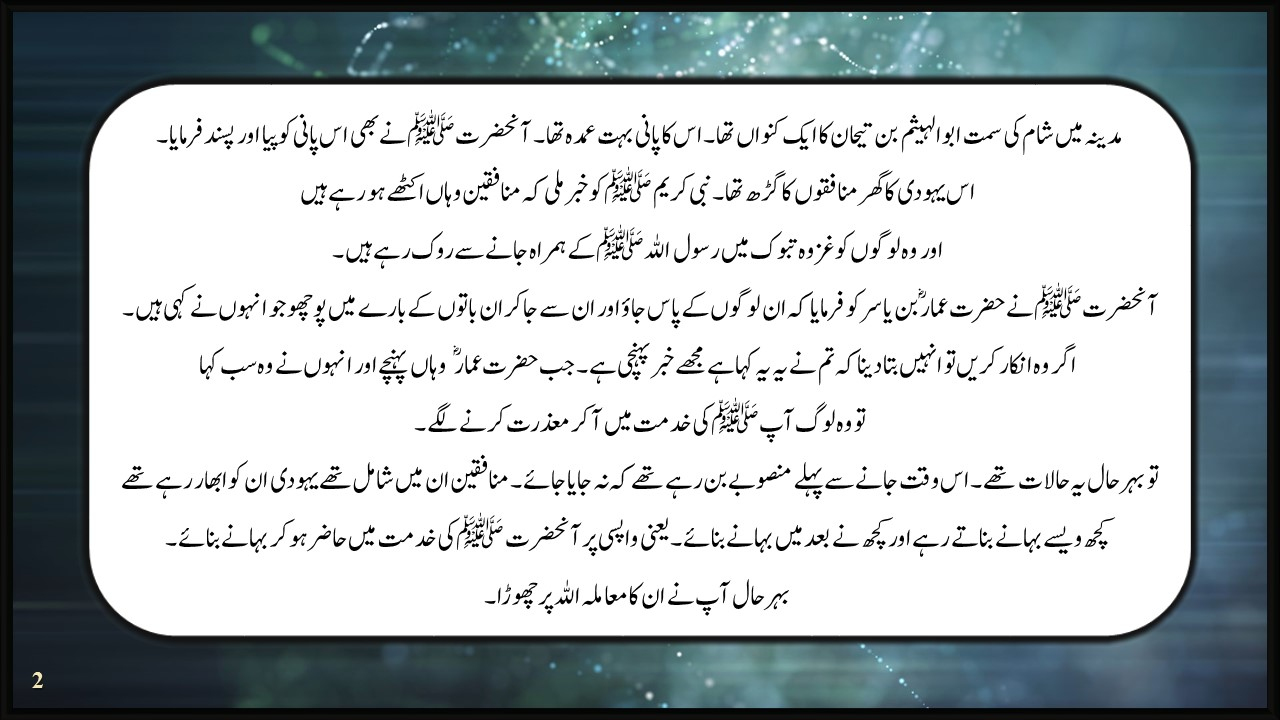 مدینہ میں شام کی سمت ابو الہیثم بن تیحان کا ایک کنواں تھا۔ اس کا پانی بہت عمدہ تھا۔ آنحضرت ﷺ نے بھی اس پانی کو پیا اور پسند فرمایا۔
اس یہودی کا گھر منافقوں کا گڑھ تھا۔ نبی کریم ﷺ کو خبر ملی کہ منافقین وہاں اکٹھے ہو رہے ہیں
اور وہ لوگوں کو غزوہ تبوک میں رسول اللہ ﷺ کے ہمراہ جانے سے روک رہے ہیں۔
آنحضرت ﷺ نے حضرت عمارؓ بن یاسر کو فرمایا کہ ان لوگوں کے پاس جاؤ اور ان سے جا کر ان باتوں کے بارے میں پوچھو جو انہوں نے کہی ہیں۔
اگر وہ انکار کریں تو انہیں بتا دینا کہ تم نے یہ یہ کہا ہے مجھے خبر پہنچی ہے۔ جب حضرت عمارؓ وہاں پہنچے اور انہوں نے وہ سب کہا
تو وہ لوگ آپ ﷺ کی خدمت میں آ کر معذرت کرنے لگے۔
تو بہر حال یہ حالات تھے۔ اس وقت جانے سے پہلے منصوبے بن رہے تھے کہ نہ جایا جائے۔ منافقین ان میں شامل تھے یہودی ان کو ابھار رہے تھے
کچھ ویسے بہانے بناتے رہے اور کچھ نے بعد میں بہانے بنائے۔ یعنی واپسی پر آنحضرت ﷺ کی خدمت میں حاضر ہو کر بہانے بنائے۔
بہر حال آپ نے ان کا معاملہ اللہ پر چھوڑا۔
2